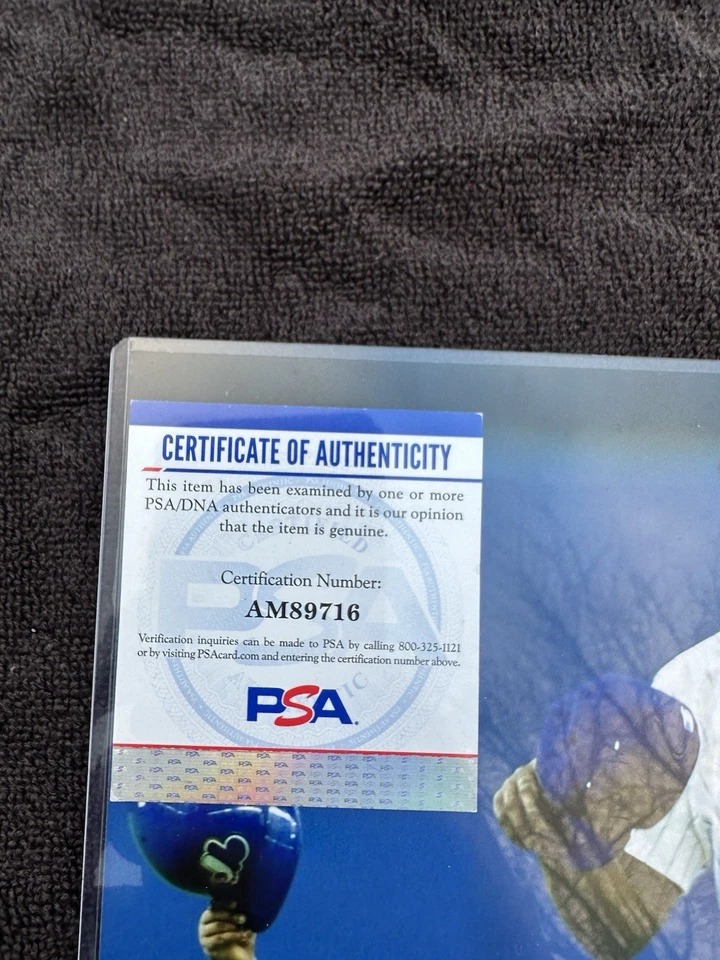 CERTIFICATE OF AUTHENTICITY
This item has been examined by one or more
PSA/DNA authenticators and it is our opinion
that the item is genuine.
Certification Number:
AM89716
Verification inquiries can be made to PSA by calling 800-325-1121
or by visiting PSAcard.com and entering the certification number above.
PSA.